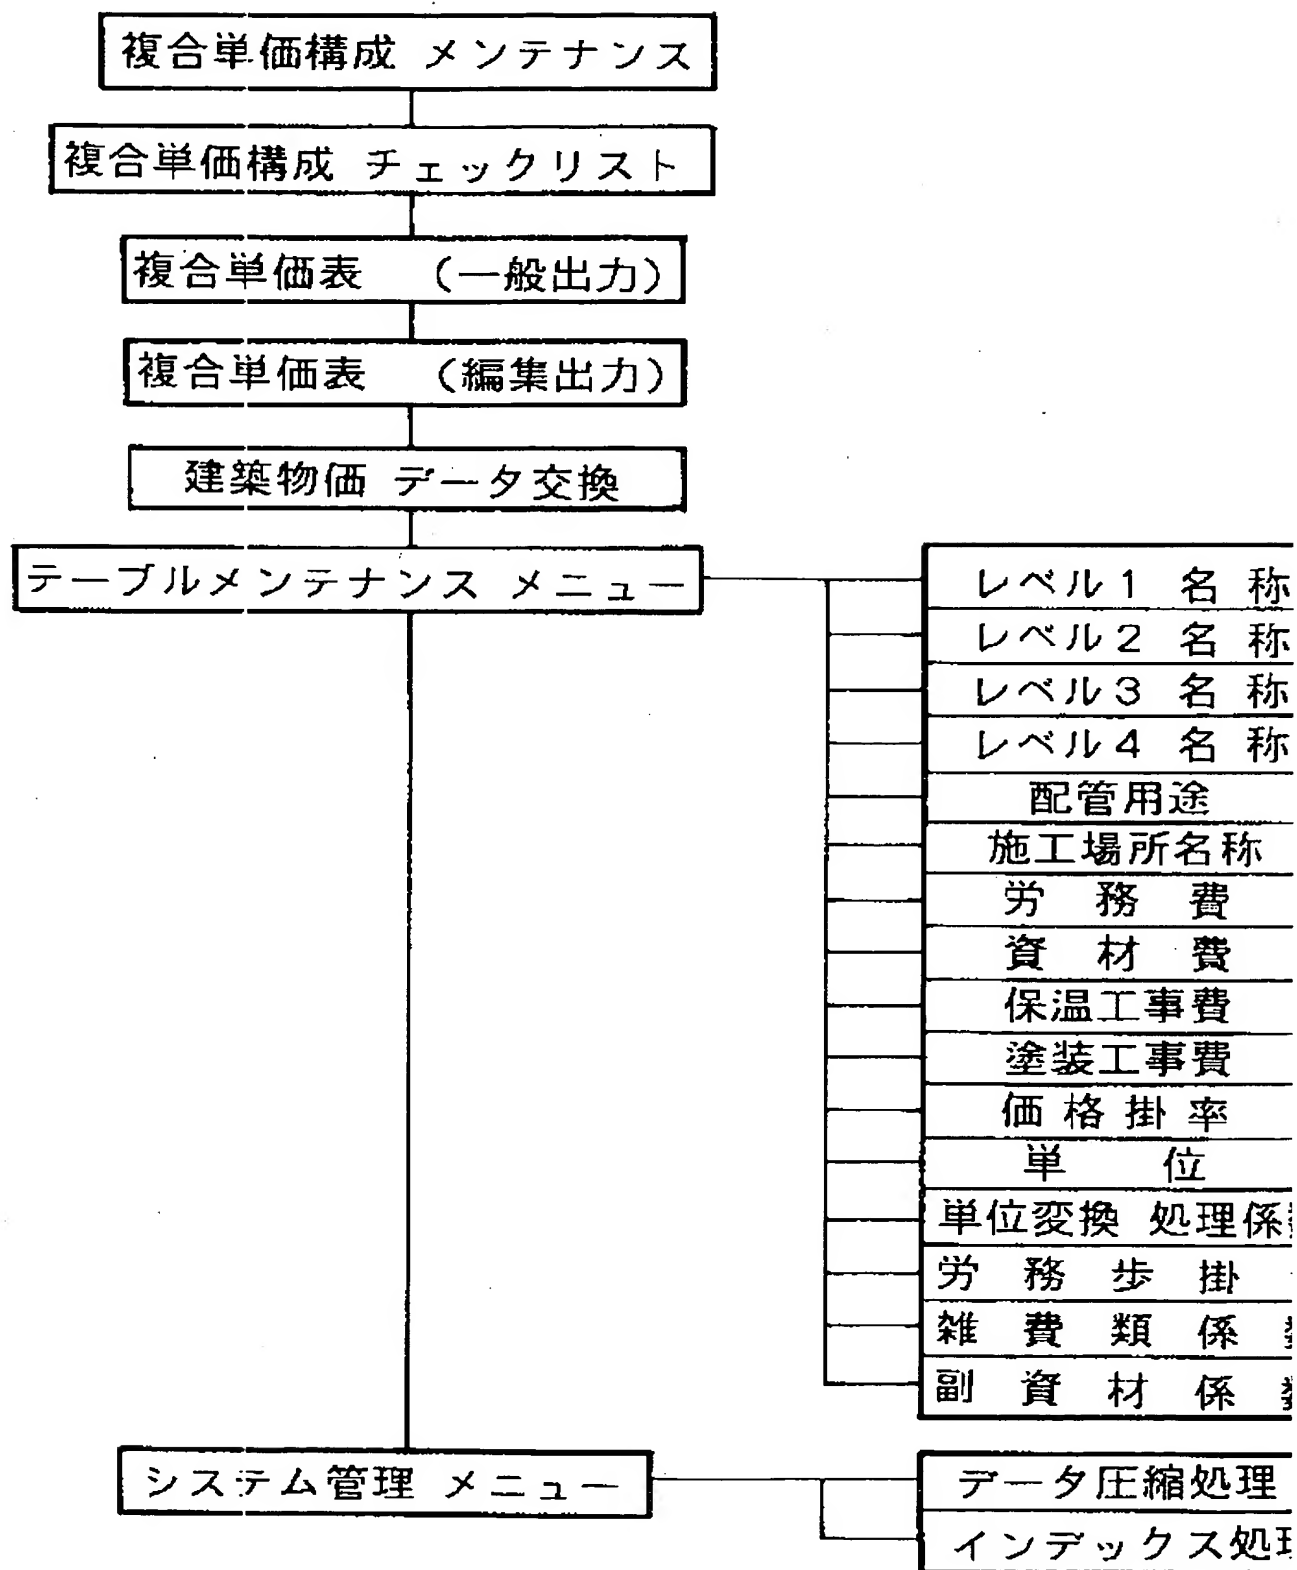 複合単価構成 メンテナンス
複合単価構成 チェックリスト
複合単価表 (一般出力)
複合単価表 (編集出力)
建築物価 データ交換
テーブルメンテナンス メニュー
レベル1 名 称
レベル2 名 称
レベル3 名 称
レベル4 名 称
配管用途
施工場所名称
労 務 費
資 材 費
保温工事費
塗装工事費
価 格 掛 率
単 位
単位変換 処理係
労 務 歩 掛
雑 費 類 係
副 資 材 係
システム管理 メニュー
データ圧縮処理
インデックス処